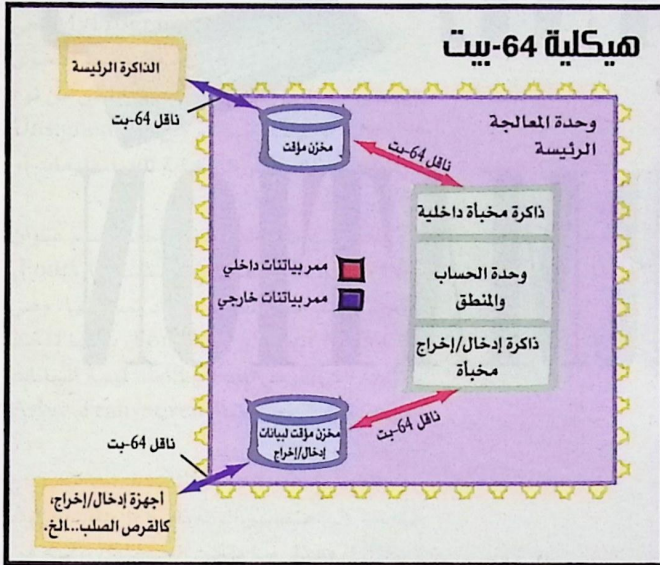 هيكلية 64-بيت
الذاكرة الرئيسة
ناقل 64-بت
وحدة المعالجة
الرئيسة
مخزن مؤقت
ناقل 64-بت
ذاكرة مخبأة داخلية
وحدة الحساب
والمنطق
ذاكرة إدخال/إخراج
مخبأة
ممر بياتنات داخلي
ممر بياتنات خارجي
مخزن مؤقت لبيانات
إدخال/إخراج
ناقل 64-بت
ناقل 64-بت
أجهزة إدخال/إخراج،
كالقرص الصلب...الخ.